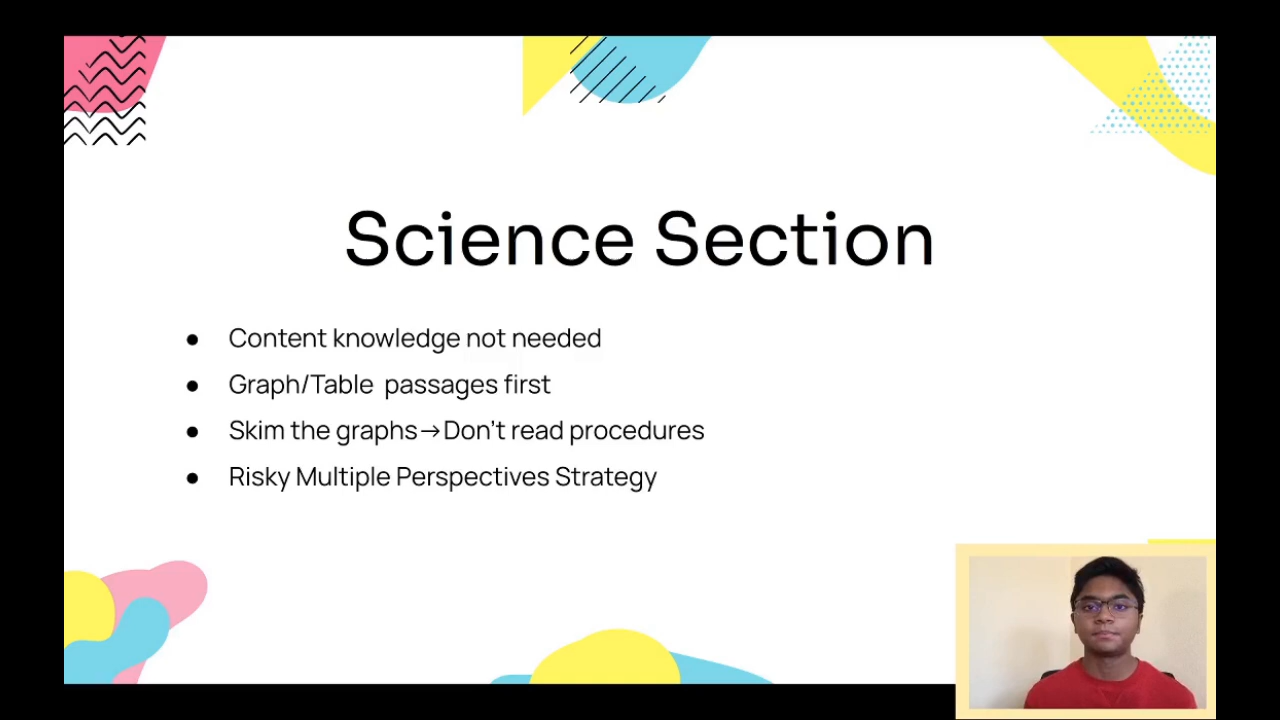 Science Section
● Content knowledge not needed
● Graph/Table passages first
● Skim the graphs→Don't read procedures
● Risky Multiple Perspectives Strategy